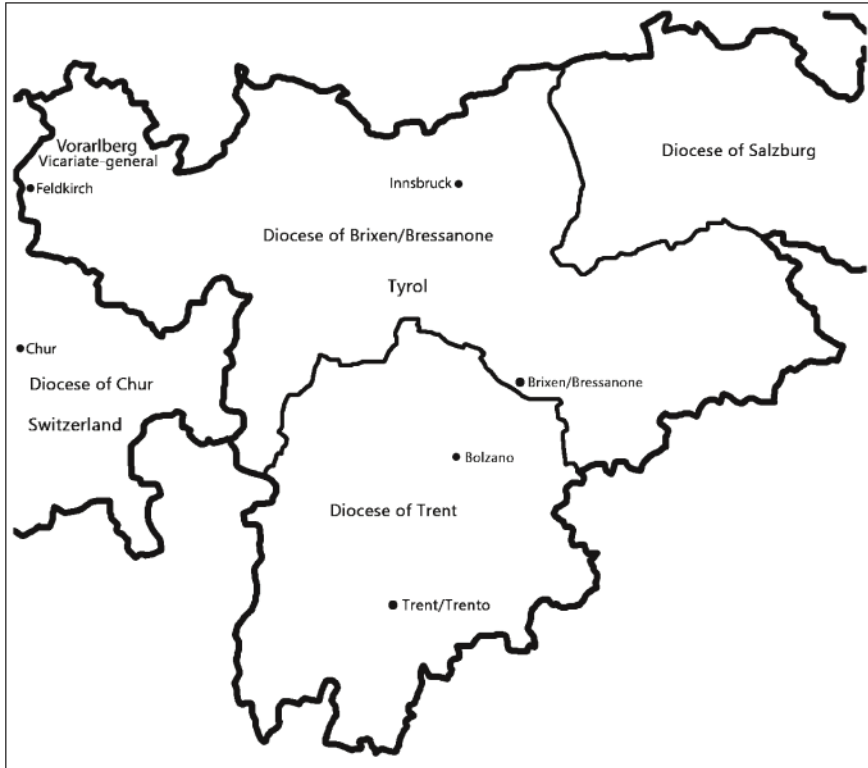 Vorarlberg
Vicariate-general
Feldkirch
Innsbruck
Diocese of Salzburg
Diocese of Brixen/Bressanone
Tyrol
Chur
Diocese of Chur
Switzerland
Brixen/Bressanone
Bolzano
Diocese of Trent
Trent/Trento